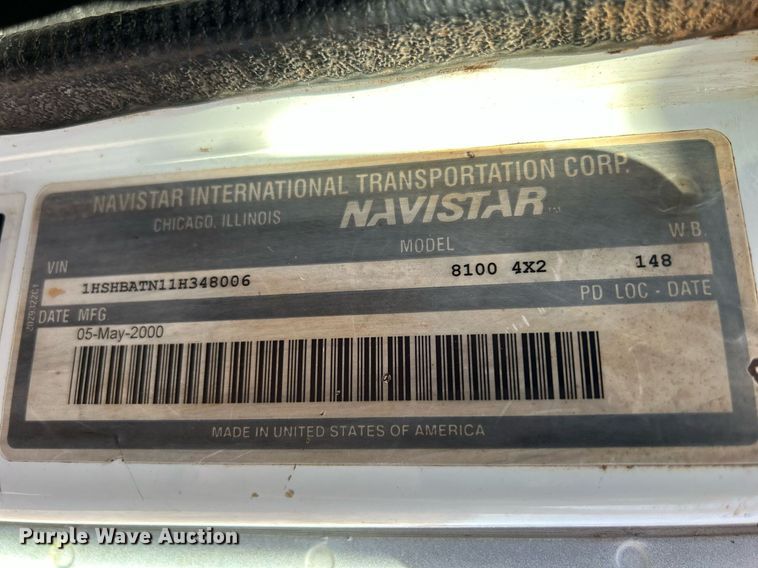 NAVISTAR INTERNATIONAL TRANSPORTATION CORP.
CHICAGO, ILLINOIS NAVISTAR™
VIN MODEL W.B.
1HSHBATN11H348006 8100 4X2 148
DATE MFG PD LOC - DATE
05-May-2000
MADE IN UNITED STATES OF AMERICA
Purple Wave Auction